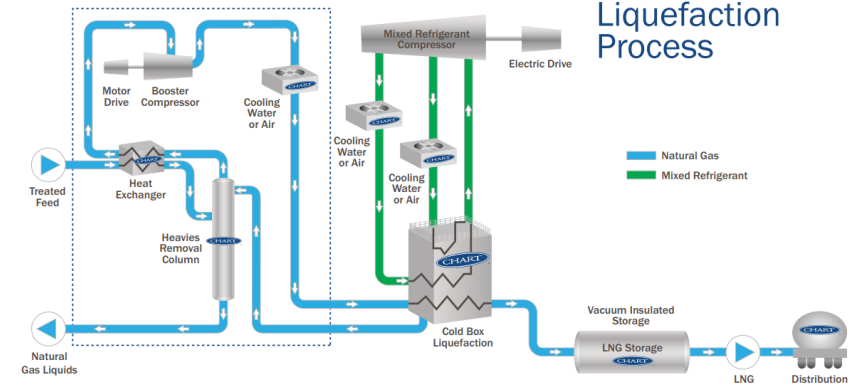 Liquefaction
Process
Mixed Refrigerant
Compressor
Electric Drive
Motor
Drive
Booster
Compressor
CHART
Cooling
Water
or Air
CHART
Cooling
Water
or Air
CHART
Cooling
Water
or Air
Natural Gas
Mixed Refrigerant
Treated
Feed
CHART
Heat
Exchanger
Heavies
Removal
Column
CHART
CHART
Cold Box
Liquefaction
Natural
Gas Liquids
Vacuum Insulated
Storage
LNG Storage
CHART
LNG
CHART
Distribution